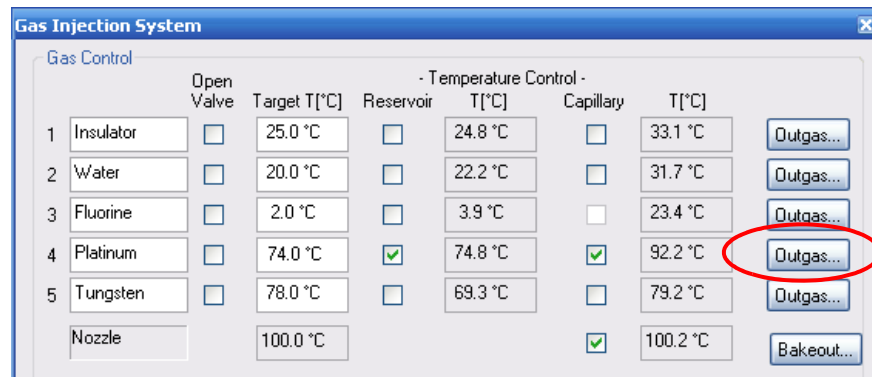 Gas Injection System
Gas Control
- Temperature Control -
Open Valve Target T[°C] Reservoir T[°C] Capillary T[°C]
1 Insulator 25.0 °C 24.8 °C 33.1 °C Outgas...
2 Water 20.0 °C 22.2 °C 31.7 °C Outgas...
3 Fluorine 2.0 °C 3.9 °C 23.4 °C Outgas...
4 Platinum 74.0 °C 74.8 °C 92.2 °C Outgas...
5 Tungsten 78.0 °C 69.3 °C 79.2 °C Outgas...
Nozzle 100.0 °C 100.2 °C Bakeout...